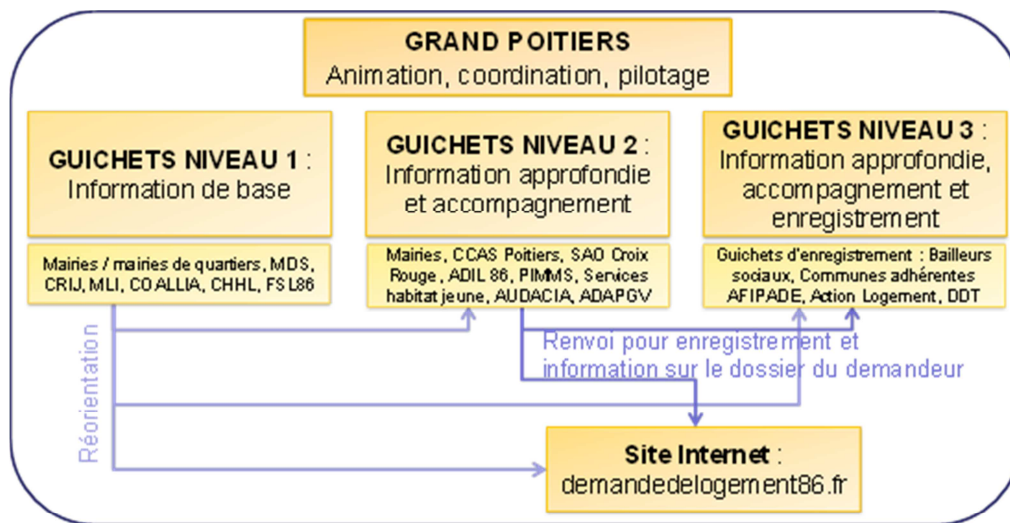 GRAND POITIERS
Animation, coordination, pilotage
GUICHETS NIVEAU 1 :
Information de base
Mairies / mairies de quartiers, MDS,
CRIJ, MLI, COALLIA, CHHL, FSL86
GUICHETS NIVEAU 2 :
Information approfondie
et accompagnement
Mairies, CCAS Poitiers, SAO Croix
Rouge, ADIL 86, PIMMS, Services
habitat jeune, AUDACIA, ADAPGV
GUICHETS NIVEAU 3 :
Information approfondie,
accompagnement et
enregistrement
Guichets d'enregistrement : Bailleurs
sociaux, Communes adhérentes
AFIPADE, Action Logement, DDT
Réorientation
Renvoi pour enregistrement et
information sur le dossier du demandeur
Site Internet :
demandedelogement86.fr